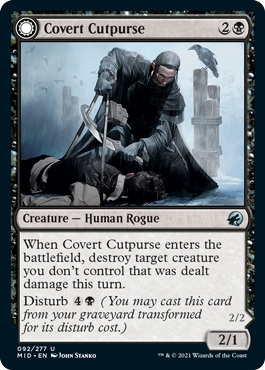 Covert Cutpurse 2
Creature — Human Rogue
When Covert Cutpurse enters the
battlefield, destroy target creature
you don't control that was dealt
damage this turn.
Disturb 4 (You may cast this card
from your graveyard transformed
for its disturb cost.)
2/2
2/1
092/277 U
MID • EN JOHN STANKO
™ & © 2021 Wizards of the Coast